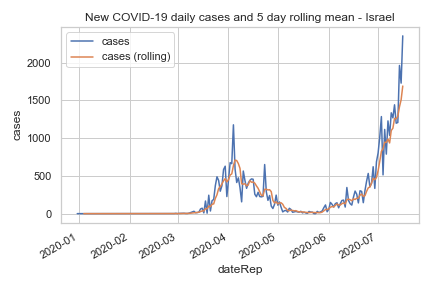 New COVID-19 daily cases and 5 day rolling mean - Israel
cases
cases (rolling)
cases
2000
1500
1000
500
0
2020-01
2020-02
2020-03
2020-04
2020-05
2020-06
2020-07
dateRep